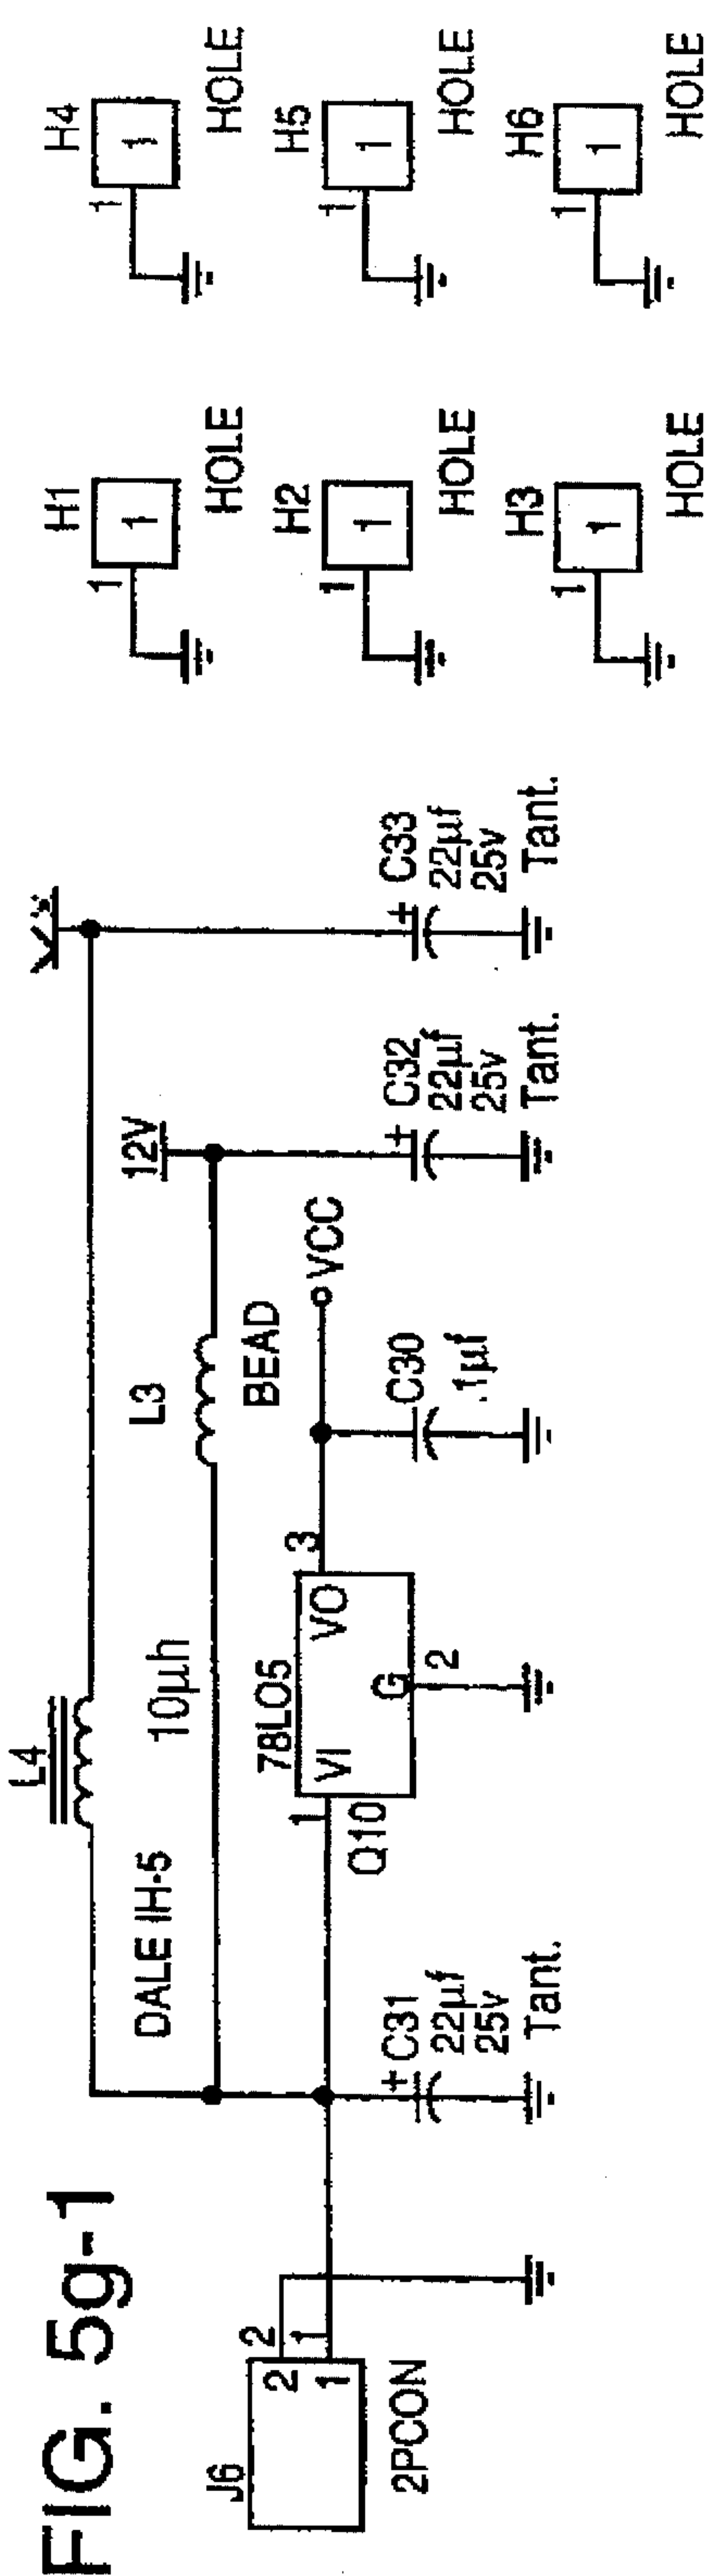 FIG. 5g-1
J6
2
1
2
1
2PCON
C31
+
22µf
25v
Tant.
DALE IH-5
10µh
L4
L3
BEAD
78LO5
VI
VO
G
1
3
2
Q10
VCC
C30
.1µf
12V
C32
+
22µf
25v
Tant.
C33
+
22µf
25v
Tant.
H1
1
1
HOLE
H2
1
1
HOLE
H3
1
1
HOLE
H4
1
1
HOLE
H5
1
1
HOLE
H6
1
1
HOLE